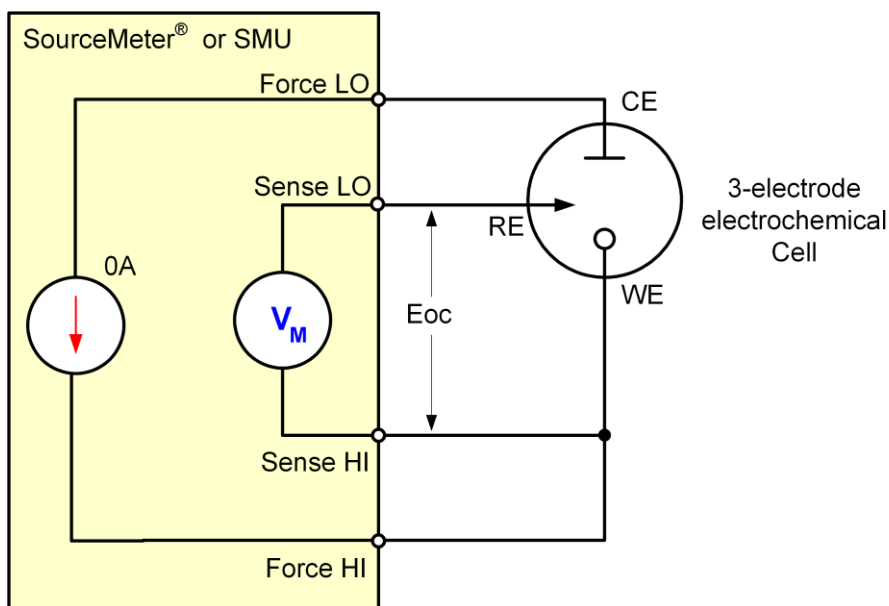 SourceMeter® or SMU
Force LO
CE
Sense LO
RE
3-electrode
electrochemical
Cell
0A
VM
Eoc
WE
Sense HI
Force HI